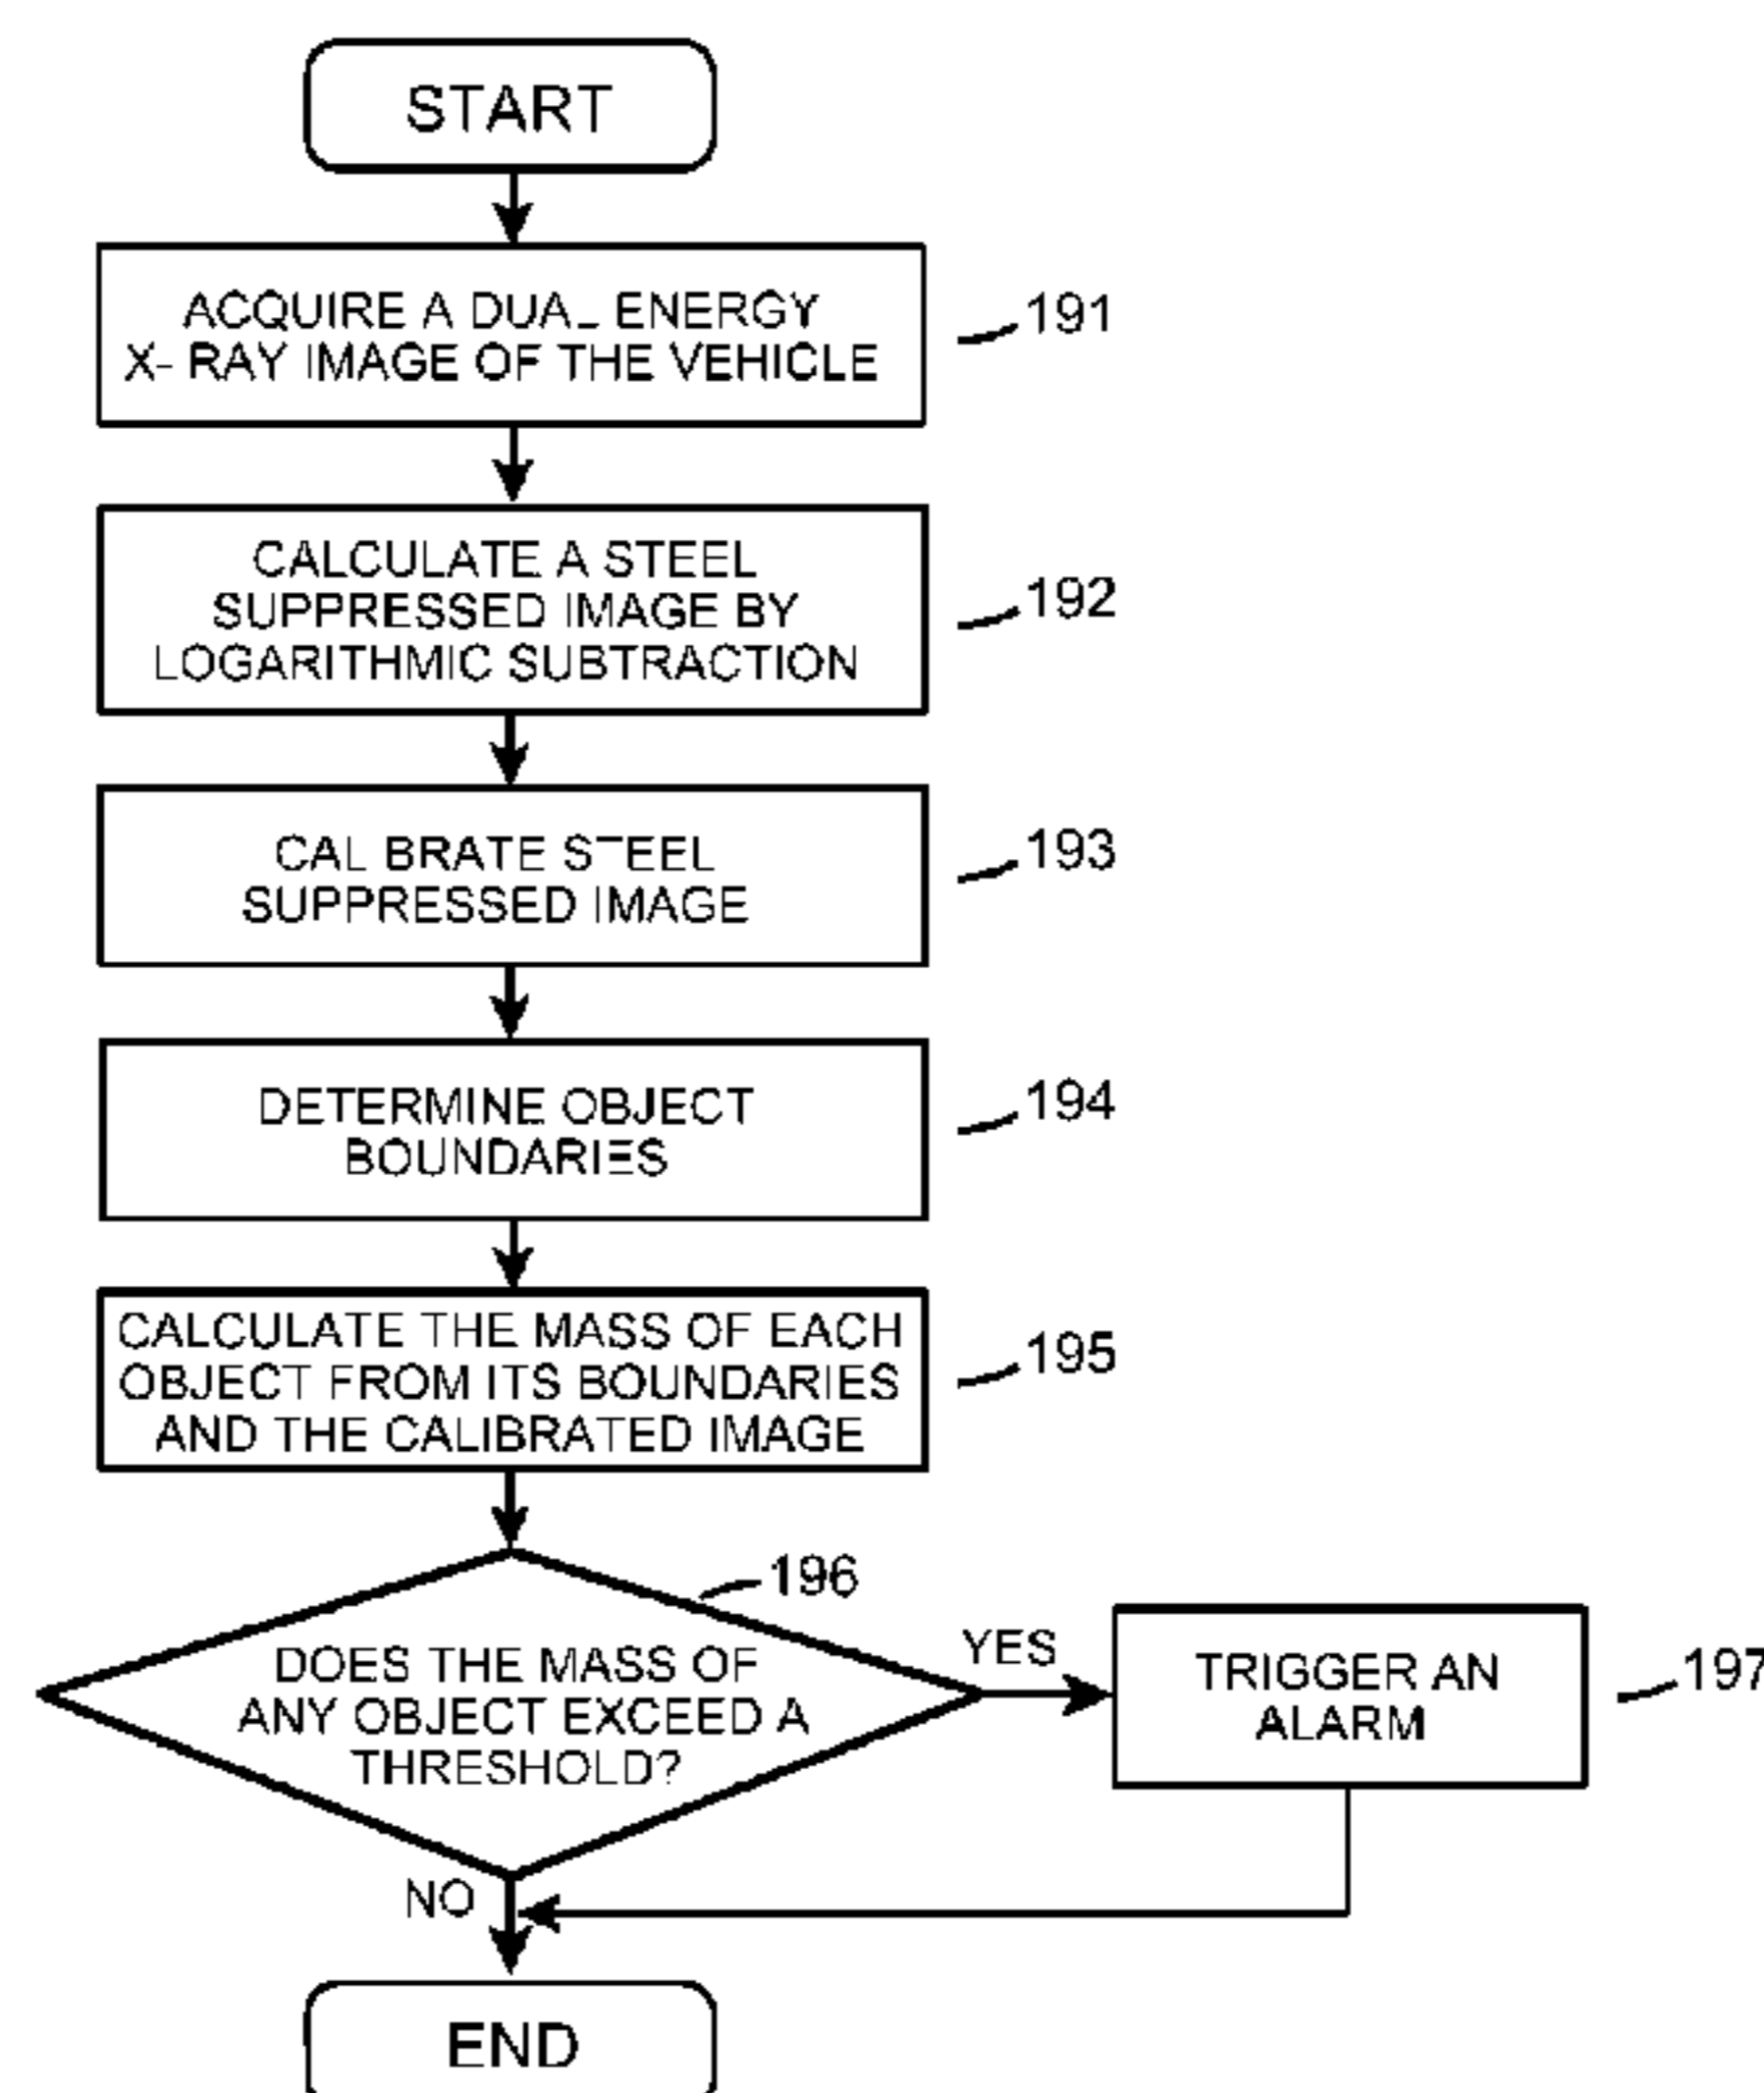 START
ACQUIRE A DUAL ENERGY
X- RAY IMAGE OF THE VEHICLE
191
CALCULATE A STEEL
SUPPRESSED IMAGE BY
LOGARITHMIC SUBTRACTION
192
CALIBRATE STEEL
SUPPRESSED IMAGE
193
DETERMINE OBJECT
BOUNDARIES
194
CALCULATE THE MASS OF EACH
OBJECT FROM ITS BOUNDARIES
AND THE CALIBRATED IMAGE
195
196
DOES THE MASS OF
ANY OBJECT EXCEED A
THRESHOLD?
YES
TRIGGER AN
ALARM
197
NO
END